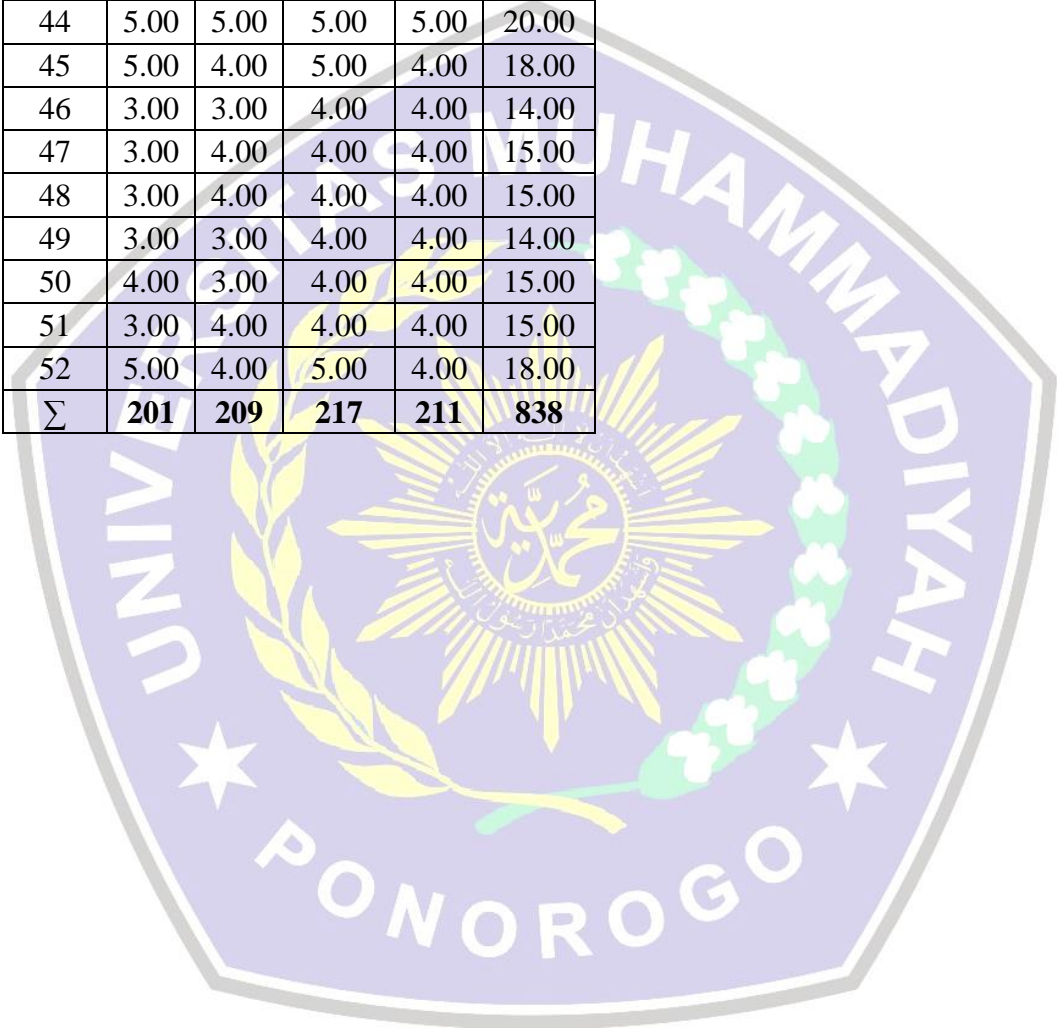 44 5.00 5.00 5.00 5.00 20.00
45 5.00 4.00 5.00 4.00 18.00
46 3.00 3.00 4.00 4.00 14.00
47 3.00 4.00 4.00 4.00 15.00
48 3.00 4.00 4.00 4.00 15.00
49 3.00 3.00 4.00 4.00 14.00
50 4.00 3.00 4.00 4.00 15.00
51 3.00 4.00 4.00 4.00 15.00
52 5.00 4.00 5.00 4.00 18.00
∑ 201 209 217 211 838
UNIVERSITAS MUHAMMADIYAH
محمدية
PONOROGO